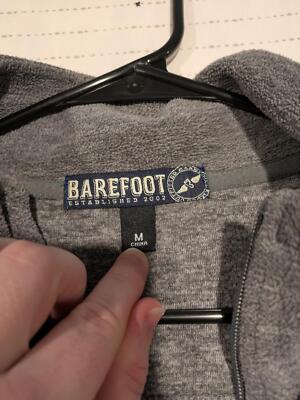 BAREFOOT
ESTABLISHED 2002
M
CHINA